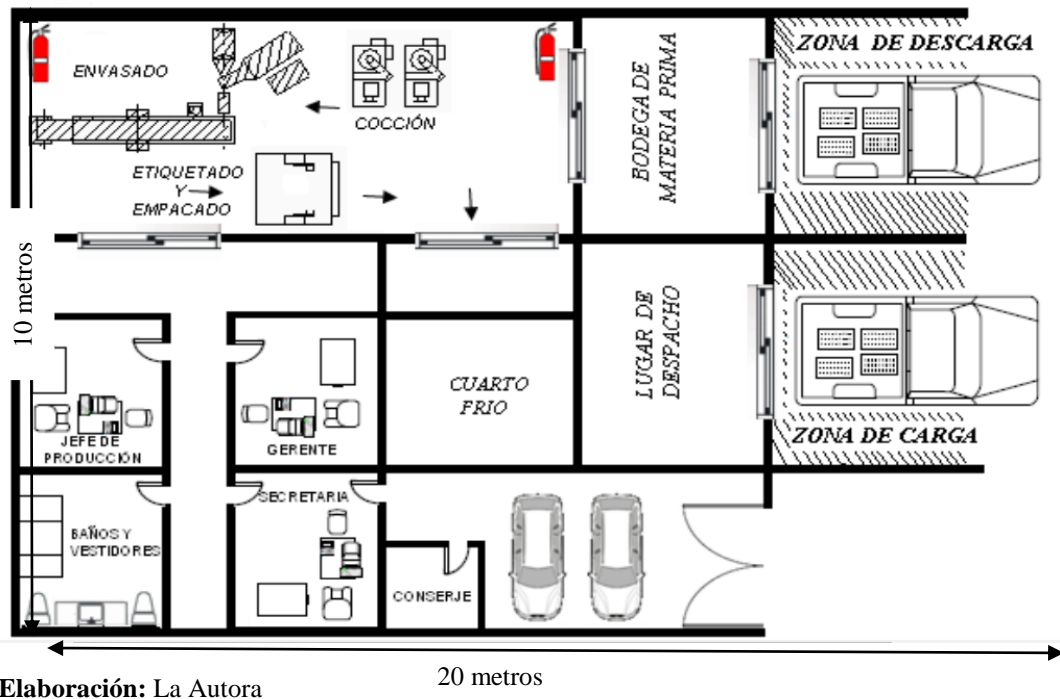 ZONA DE DESCARGA
ENVASADO
COCCIÓN
BODEGA DE
MATERIA PRIMA
ETIQUETADO
Y
EMPACADO
10 metros
LUGAR DE
DESPACHO
CUARTO
FRIO
ZONA DE CARGA
JEFE DE
PRODUCCIÓN
GERENTE
SECRETARIA
BAÑOS Y
VESTIDORES
CONSERJE
20 metros
Elaboración: La Autora